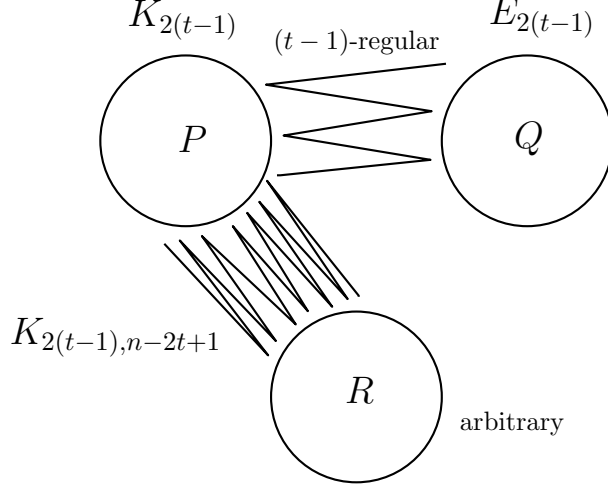 K_{2(t−1)}
(t − 1)-regular
E_{2(t−1)}
P
Q
K_{2(t−1),n−2t+1}
R
arbitrary